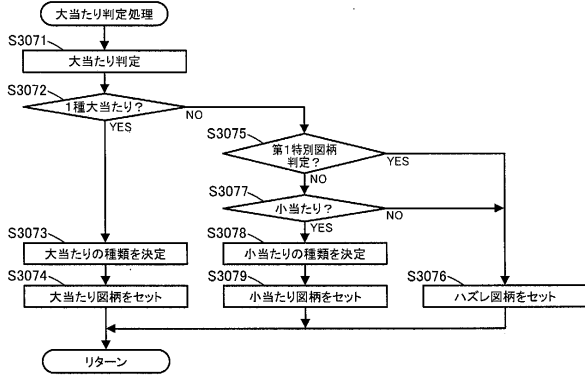 大当たり判定処理
S3071
大当たり判定
S3072
1種大当たり?
NO
YES
S3075
第1特別図柄
判定?
YES
NO
S3077
小当たり?
NO
YES
S3073
大当たりの種類を決定
S3078
小当たりの種類を決定
S3074
大当たり図柄をセット
S3079
小当たり図柄をセット
S3076
ハズレ図柄をセット
リターン